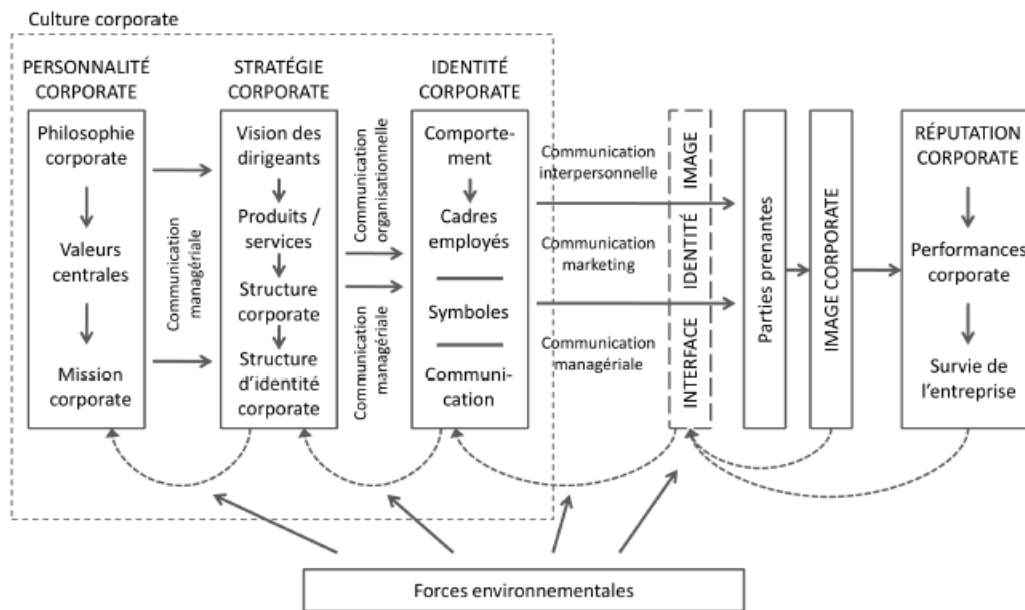 Culture corporate
PERSONNALITÉ
CORPORATE
Philosophie
corporate
Valeurs
centrales
Mission
corporate
Communication
managériale
STRATÉGIE
CORPORATE
Vision des
dirigeants
Produits /
services
Structure
corporate
Structure
d'identité
corporate
Communication
organisationnelle
Communication
managériale
IDENTITÉ
CORPORATE
Comporte-
ment
Cadres
employés
Symboles
Communi-
cation
Communication
interpersonnelle
Communication
marketing
Communication
managériale
INTERFACE IDENTITÉ IMAGE
Parties prenantes
IMAGE CORPORATE
RÉPUTATION
CORPORATE
Performances
corporate
Survie de
l'entreprise
Forces environnementales